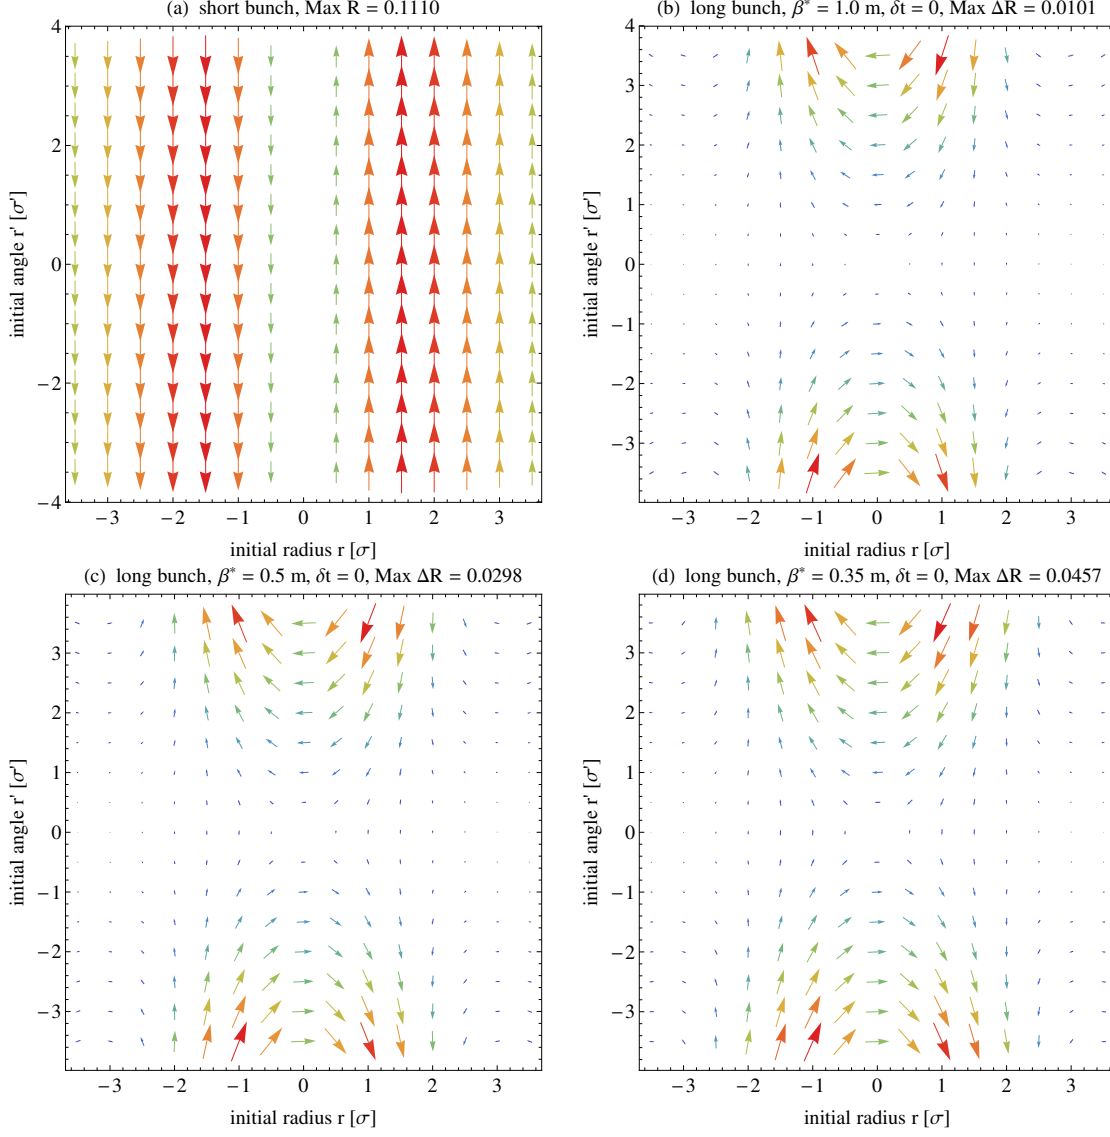 (a) short bunch, Max R = 0.1110
4
2
0
−2
−4
initial angle r' [σ']
−3 −2 −1 0 1 2 3
initial radius r [σ]
(b) long bunch, β* = 1.0 m, δt = 0, Max ΔR = 0.0101
3
2
1
0
−1
−2
−3
initial angle r' [σ']
−3 −2 −1 0 1 2 3
initial radius r [σ]
(c) long bunch, β* = 0.5 m, δt = 0, Max ΔR = 0.0298
3
2
1
0
−1
−2
−3
initial angle r' [σ']
−3 −2 −1 0 1 2 3
initial radius r [σ]
(d) long bunch, β* = 0.35 m, δt = 0, Max ΔR = 0.0457
3
2
1
0
−1
−2
−3
initial angle r' [σ']
−3 −2 −1 0 1 2 3
initial radius r [σ]